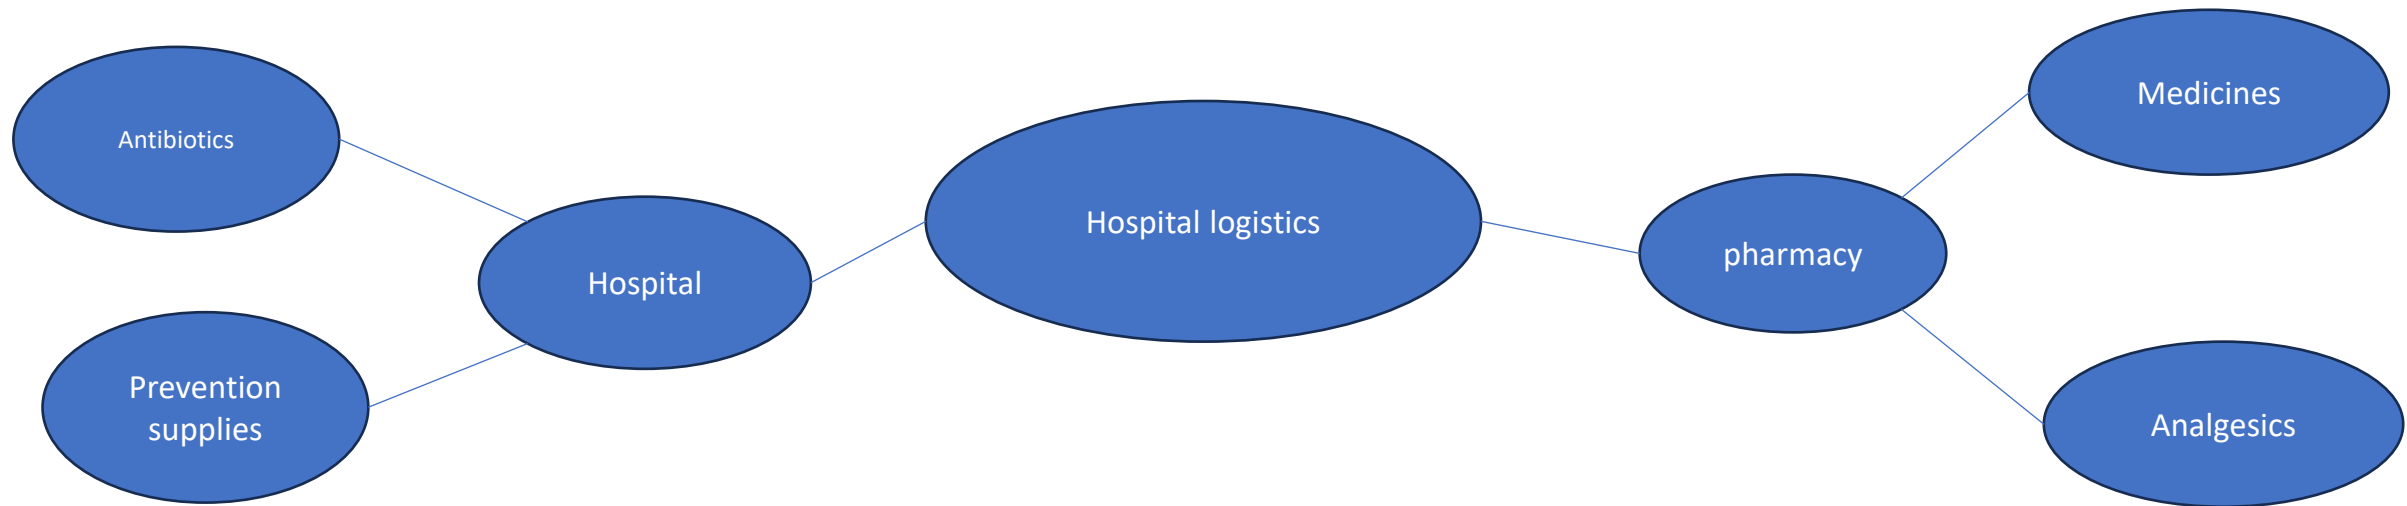 Antibiotics
Prevention
supplies
Hospital
Hospital logistics
pharmacy
Medicines
Analgesics